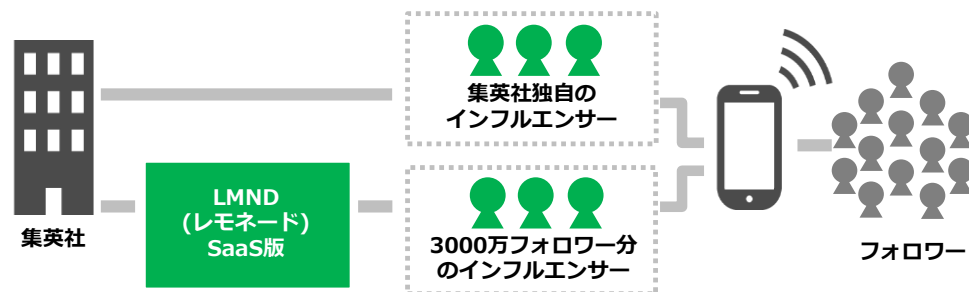 集英社独自の
インフルエンサー
集英社
LMND
(レモネード)
SaaS版
3000万フォロワー分
のインフルエンサー
フォロワー